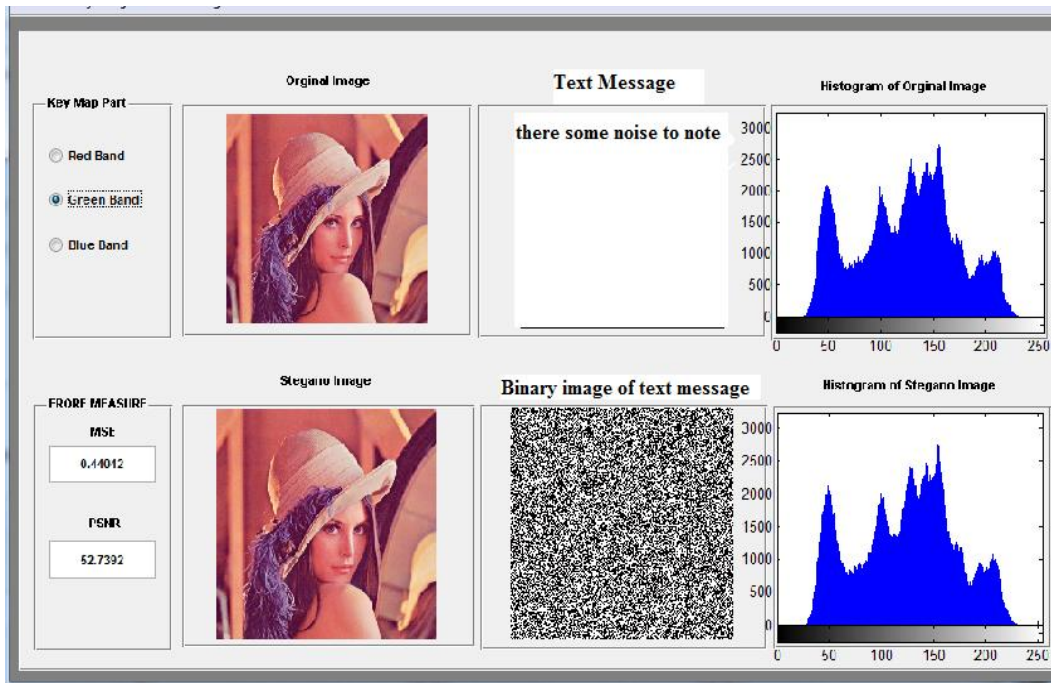 Orginal Image
Text Message
Histogram of Orginal Image
Key Map Part
Red Band
Green Band
Blue Band
there some noise to note
3000
2500
2000
1500
1000
500
0
0 50 100 150 200 250
Stegano Image
Binary image of text message
Histogram of Stegano Image
MSE
0.44042
PSNR
52.7392
3000
2500
2000
1500
1000
500
0
0 50 100 150 200 250